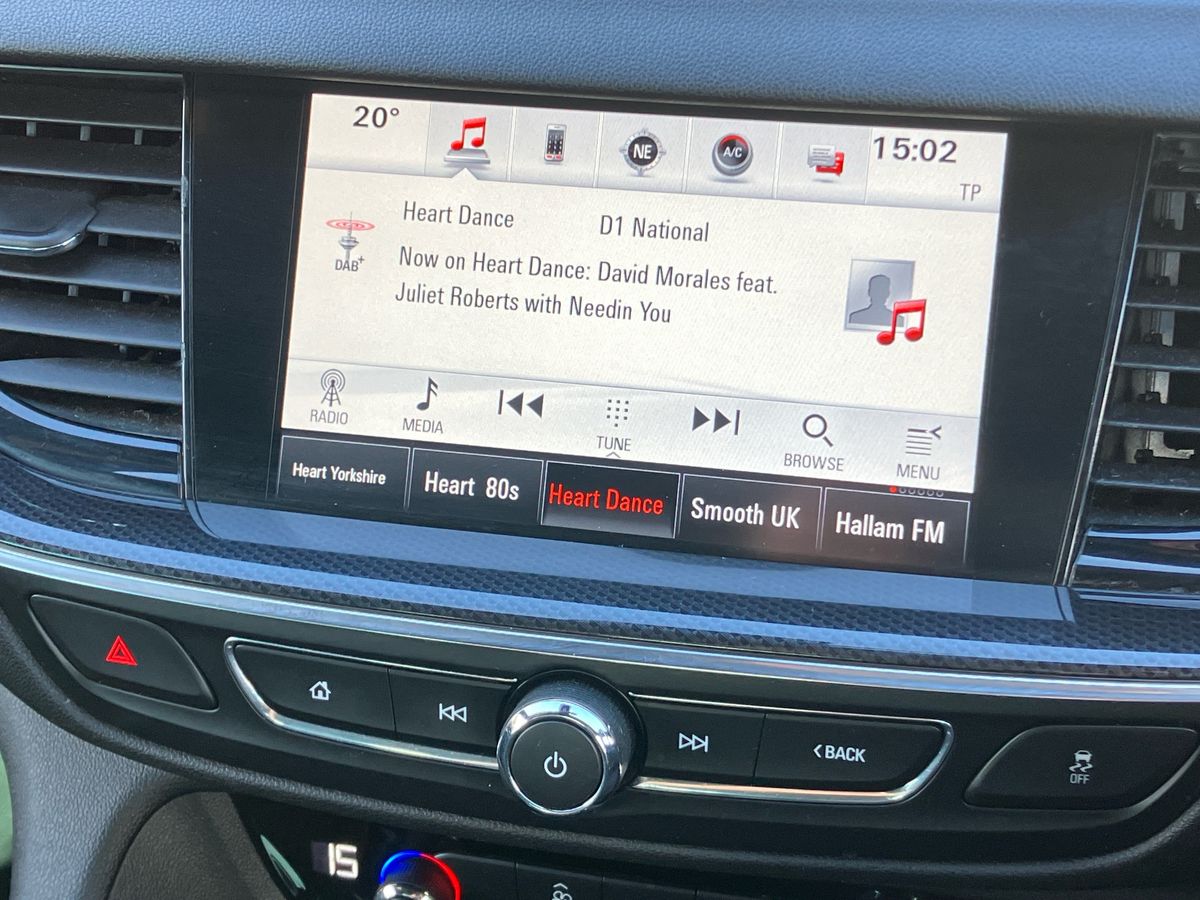 20°
NE
A/C
15:02
TP
DAB+
Heart Dance
D1 National
Now on Heart Dance: David Morales feat.
Juliet Roberts with Needin You
RADIO
MEDIA
TUNE
BROWSE
MENU
Heart Yorkshire
Heart 80s
Heart Dance
Smooth UK
Hallam FM
BACK
OFF
15